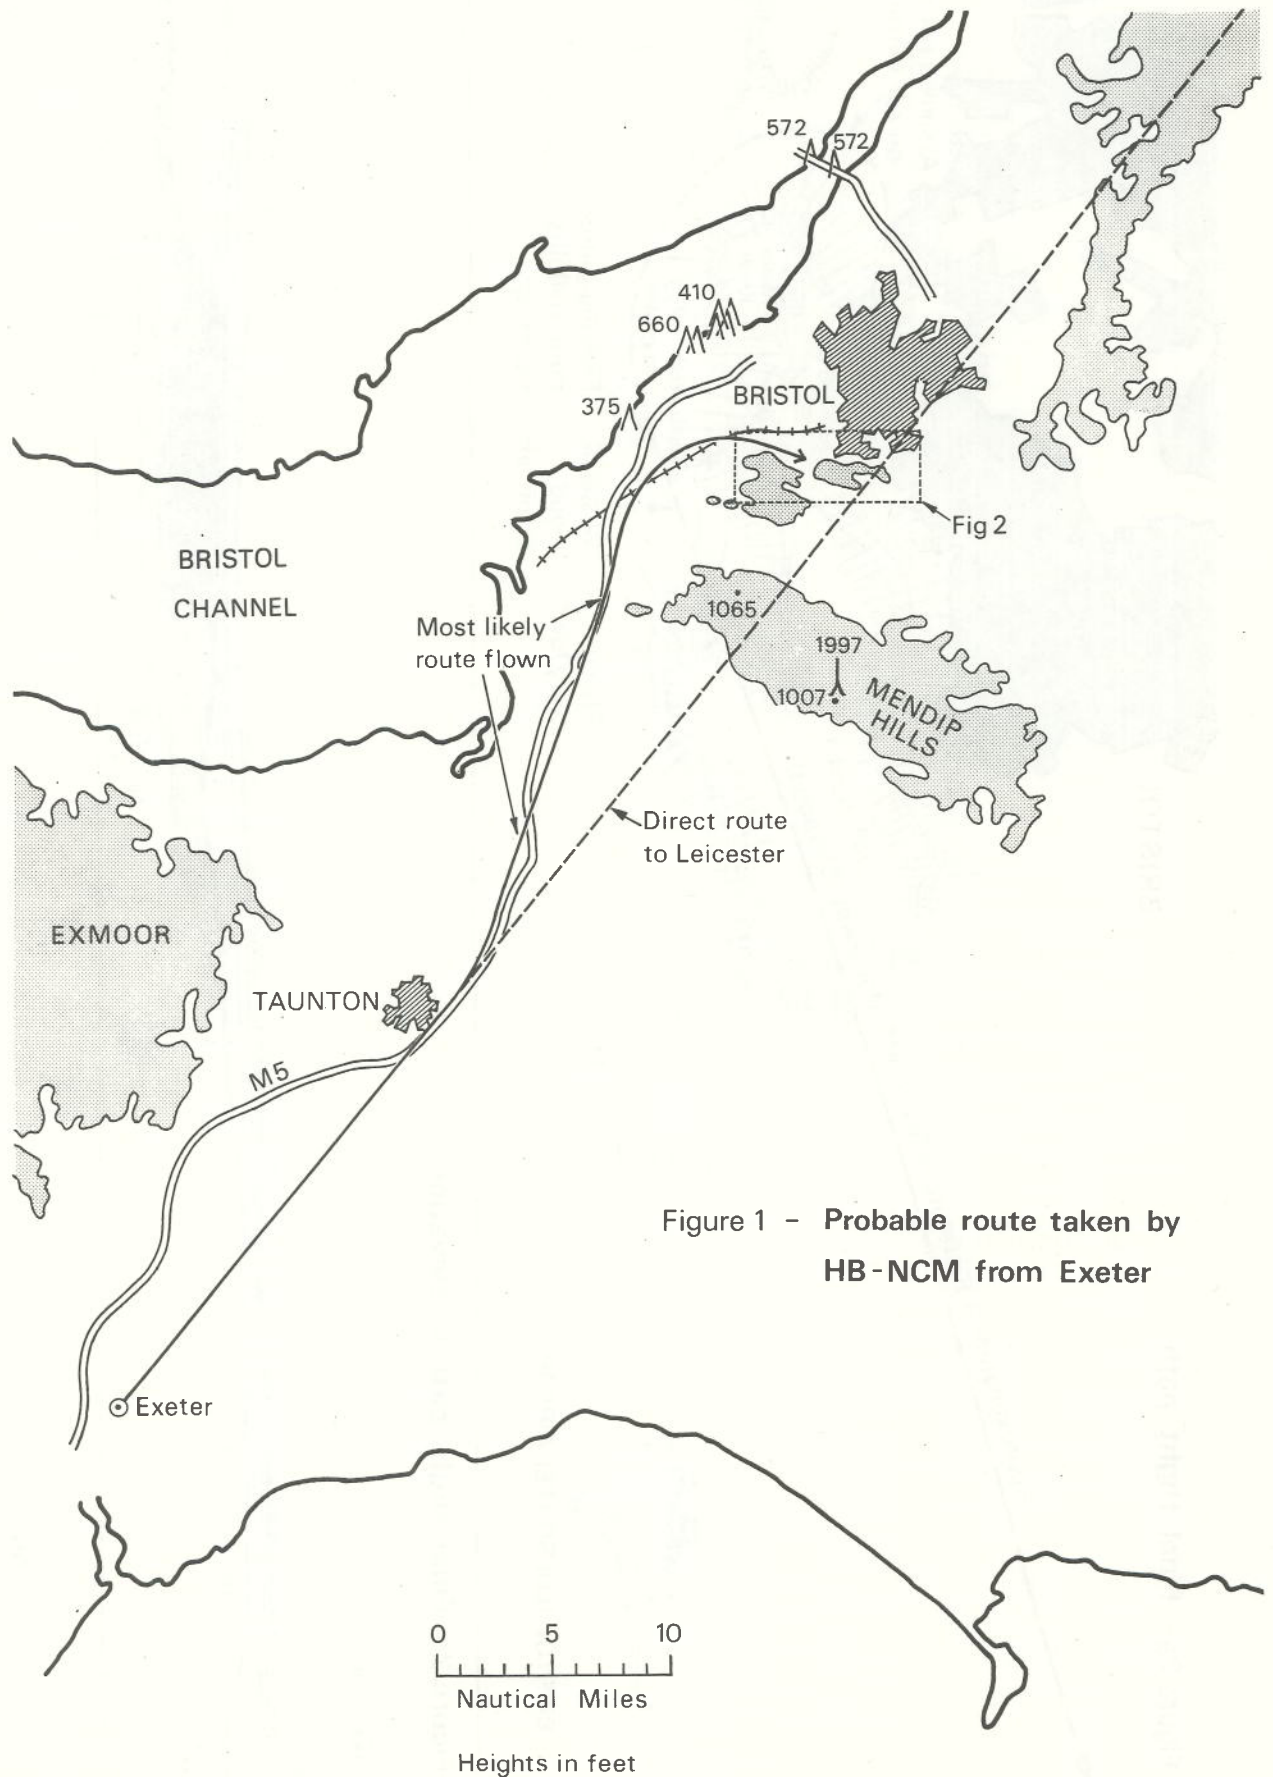 572
572
410
660
375
BRISTOL
Fig 2
BRISTOL
CHANNEL
1065
Most likely
route flown
1997
1007
MENDIP
HILLS
Direct route
to Leicester
EXMOOR
TAUNTON
M5
Figure 1 - Probable route taken by
HB-NCM from Exeter
Exeter
0 5 10
Nautical Miles
Heights in feet